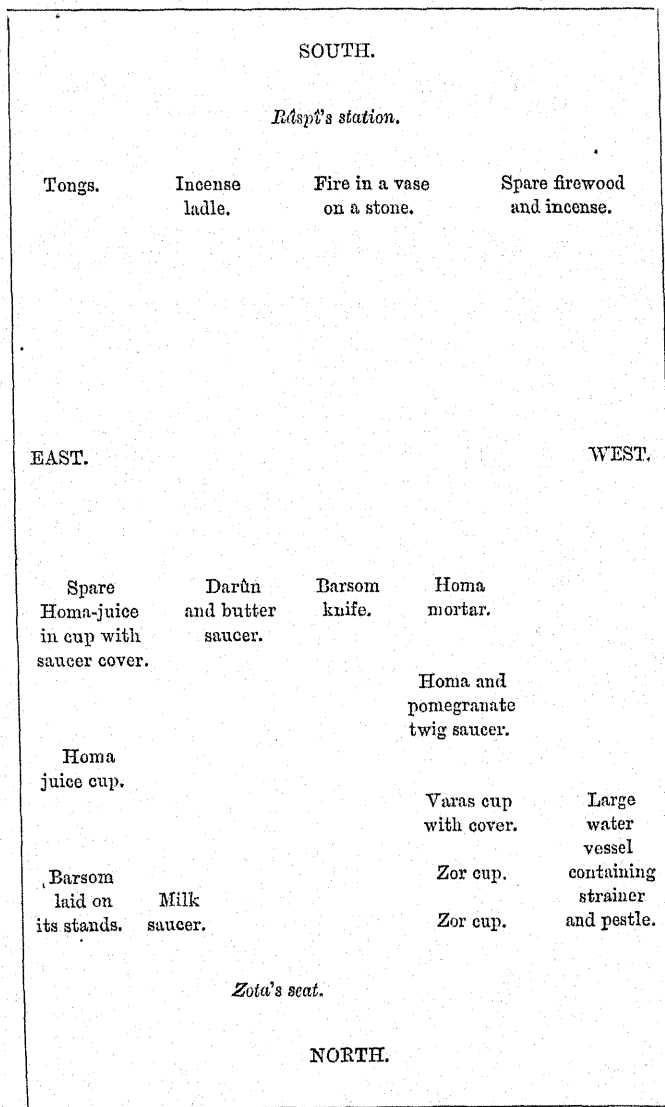 SOUTH.
Râspî's station.
Tongs.
Incense
ladle.
Fire in a vase
on a stone.
Spare firewood
and incense.
EAST.
WEST.
Spare
Homa-juice
in cup with
saucer cover.
Darûn
and butter
saucer.
Barsom
knife.
Homa
mortar.
Homa and
pomegranate
twig saucer.
Homa
juice cup.
Varas cup
with cover.
Large
water
vessel
containing
strainer
and pestle.
Barsom
laid on
its stands.
Milk
saucer.
Zor cup.
Zor cup.
Zota's seat.
NORTH.